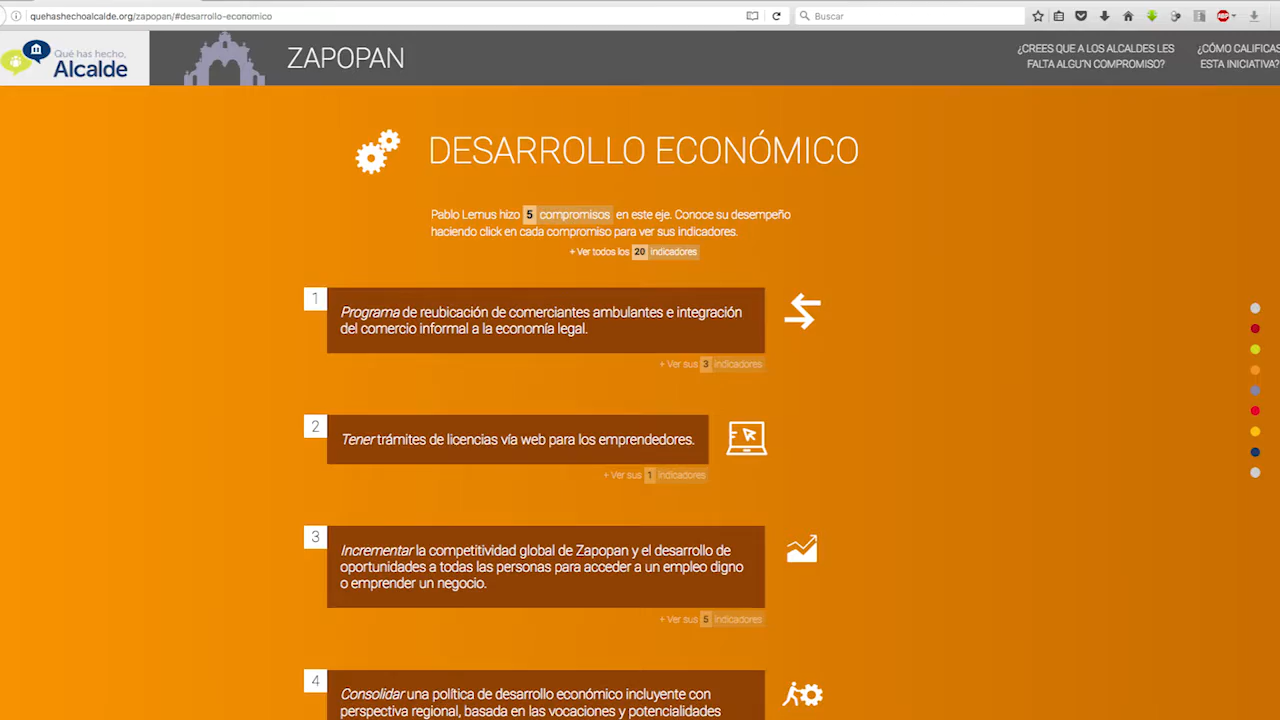 quehashechoalcalde.org/zapopan/#desarrollo-economico
Buscar
ABP
Qué has hecho,
Alcalde
ZAPOPAN
¿CREES QUE A LOS ALCALDES LES
FALTA ALGU'N COMPROMISO?
¿CÓMO CALIFICAS
ESTA INICIATIVA?
DESARROLLO ECONÓMICO
Pablo Lemus hizo 5 compromisos en este eje. Conoce su desempeño
haciendo click en cada compromiso para ver sus indicadores.
+ Ver todos los 20 indicadores
1
Programa de reubicación de comerciantes ambulantes e integración
del comercio informal a la economía legal.
+ Ver sus 3 indicadores
2
Tener trámites de licencias vía web para los emprendedores.
+ Ver sus 1 indicadores
3
Incrementar la competitividad global de Zapopan y el desarrollo de
oportunidades a todas las personas para acceder a un empleo digno
o emprender un negocio.
+ Ver sus 5 indicadores
4
Consolidar una política de desarrollo económico incluyente con
perspectiva regional, basada en las vocaciones y potencialidades